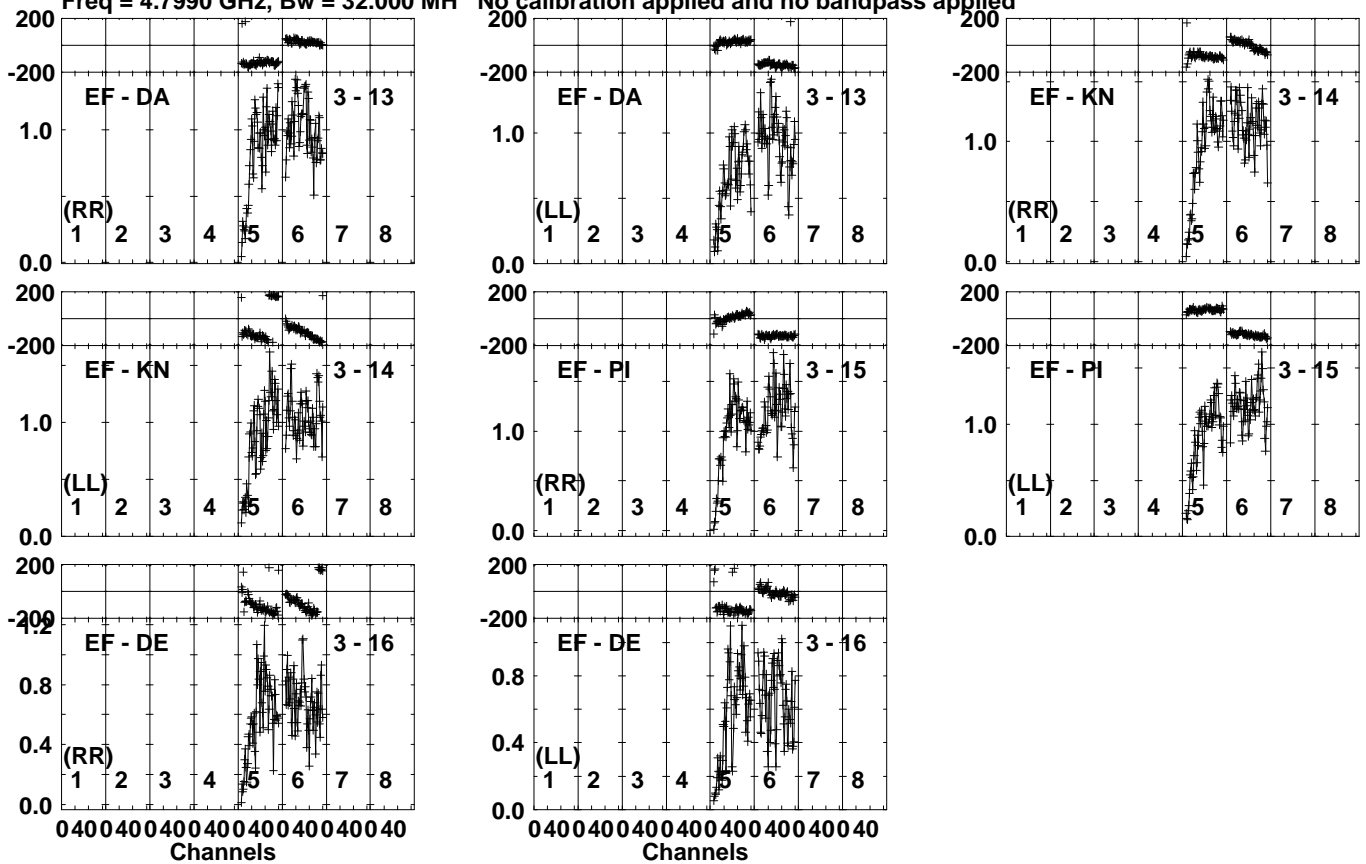 Freq = 4.7990 GHz, Bw = 32.000 MH No calibration applied and no bandpass applied
200
-200
EF - DA 3 - 13
1.0
(RR)
1 2 3 4 5 6 7 8
0.0
200
-200
EF - DA 3 - 13
1.0
(LL)
1 2 3 4 5 6 7 8
0.0
200
-200
EF - KN 3 - 14
1.0
(RR)
1 2 3 4 5 6 7 8
0.0
200
-200
EF - KN 3 - 14
1.0
(LL)
1 2 3 4 5 6 7 8
0.0
200
-200
EF - PI 3 - 15
1.0
(RR)
1 2 3 4 5 6 7 8
0.0
200
-200
EF - PI 3 - 15
1.0
(LL)
1 2 3 4 5 6 7 8
0.0
200
-200
1.2
EF - DE 3 - 16
0.8
0.4
(RR)
1 2 3 4 5 6 7 8
0.0
200
-200
EF - DE 3 - 16
0.8
0.4
(LL)
1 2 3 4 5 6 7 8
0.0
0 40 0 40 0 40 0 40 0 40 0 40 0 40 0 40
Channels
0 40 0 40 0 40 0 40 0 40 0 40 0 40 0 40
Channels